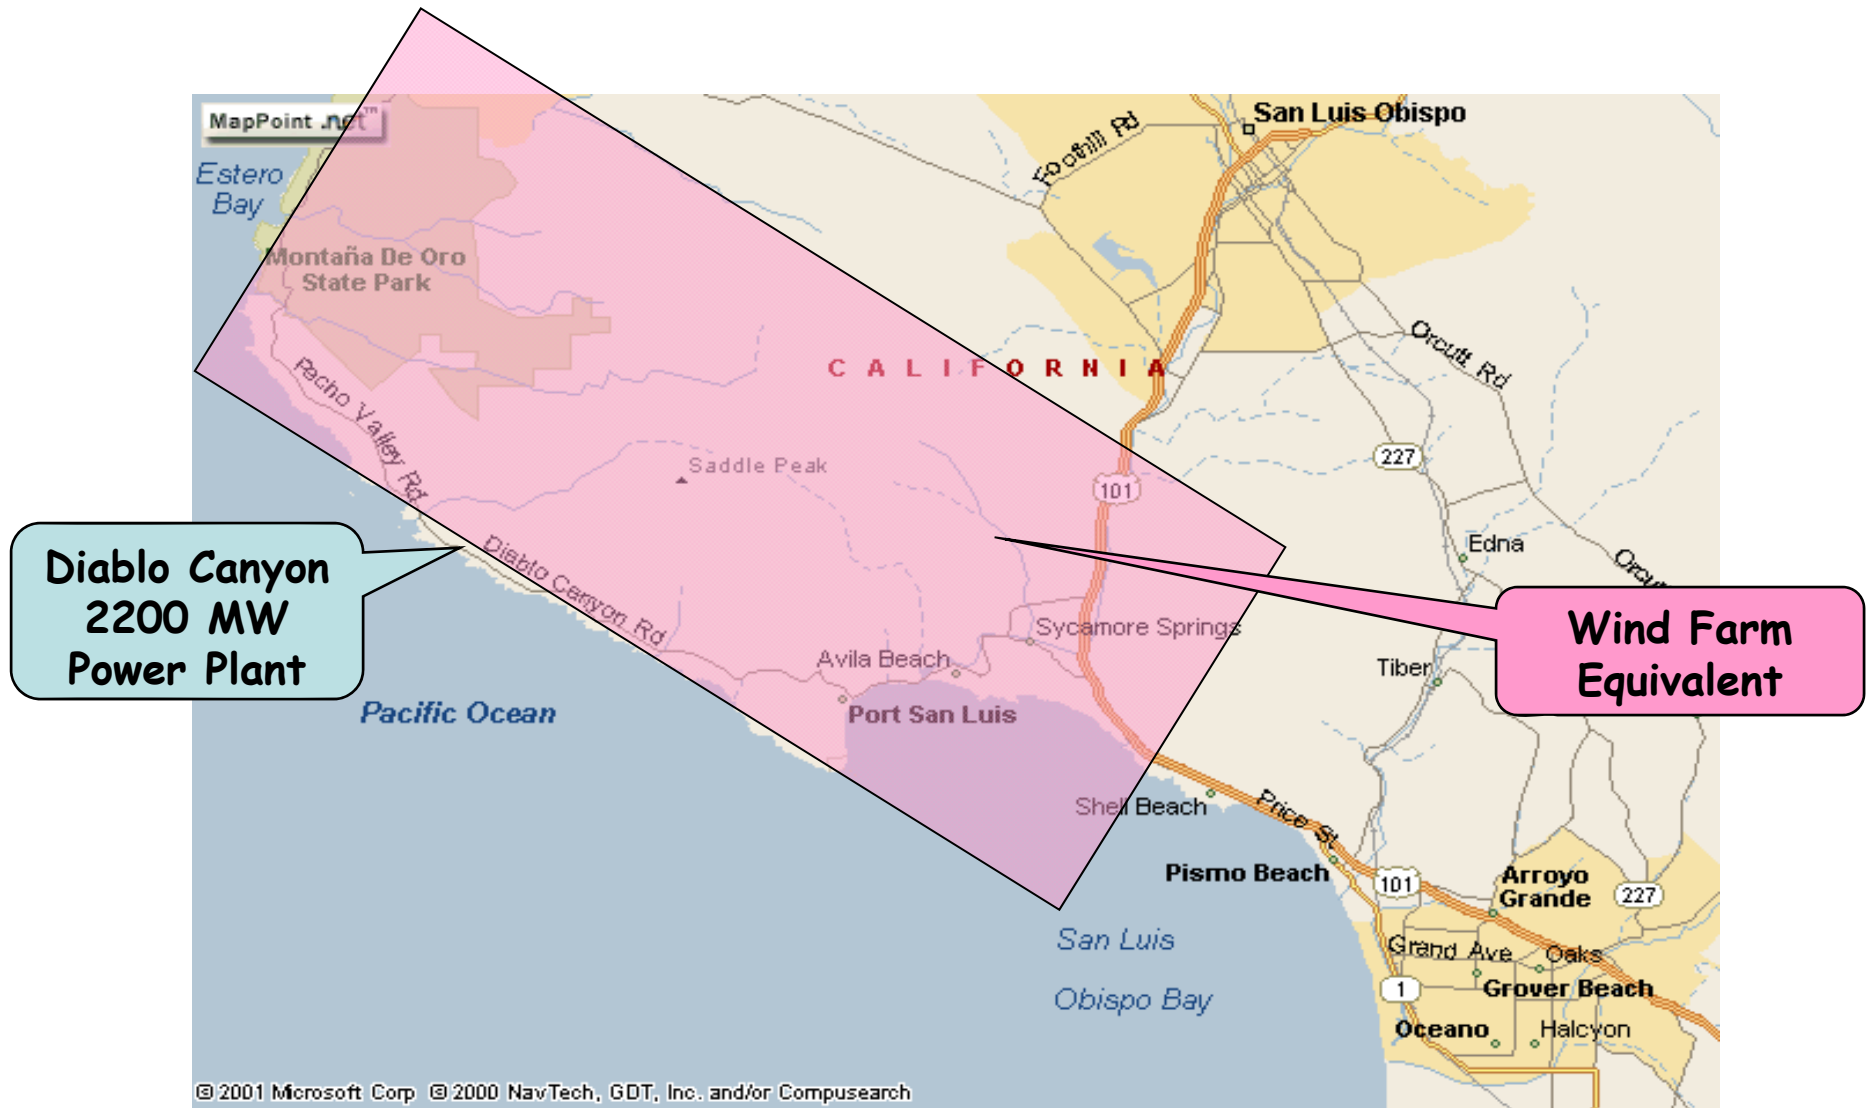 MapPoint .net™
San Luis Obispo
Foothill Rd
Estero
Bay
Montaña De Oro
State Park
CALIFORNIA
Orcutt Rd
Pecho Valley Rd
Saddle Peak
227
101
Diablo Canyon
2200 MW
Power Plant
Diablo Canyon Rd
Edna
Wind Farm
Equivalent
Sycamore Springs
Avila Beach
Tiber
Port San Luis
Pacific Ocean
Shell Beach
Price St
Pismo Beach
101
Arroyo
Grande
227
San Luis
Obispo Bay
Grand Ave
Oaks
1
Grover Beach
Oceano
Halcyon
© 2001 Microsoft Corp © 2000 NavTech, GDT, Inc. and/or Compusearch